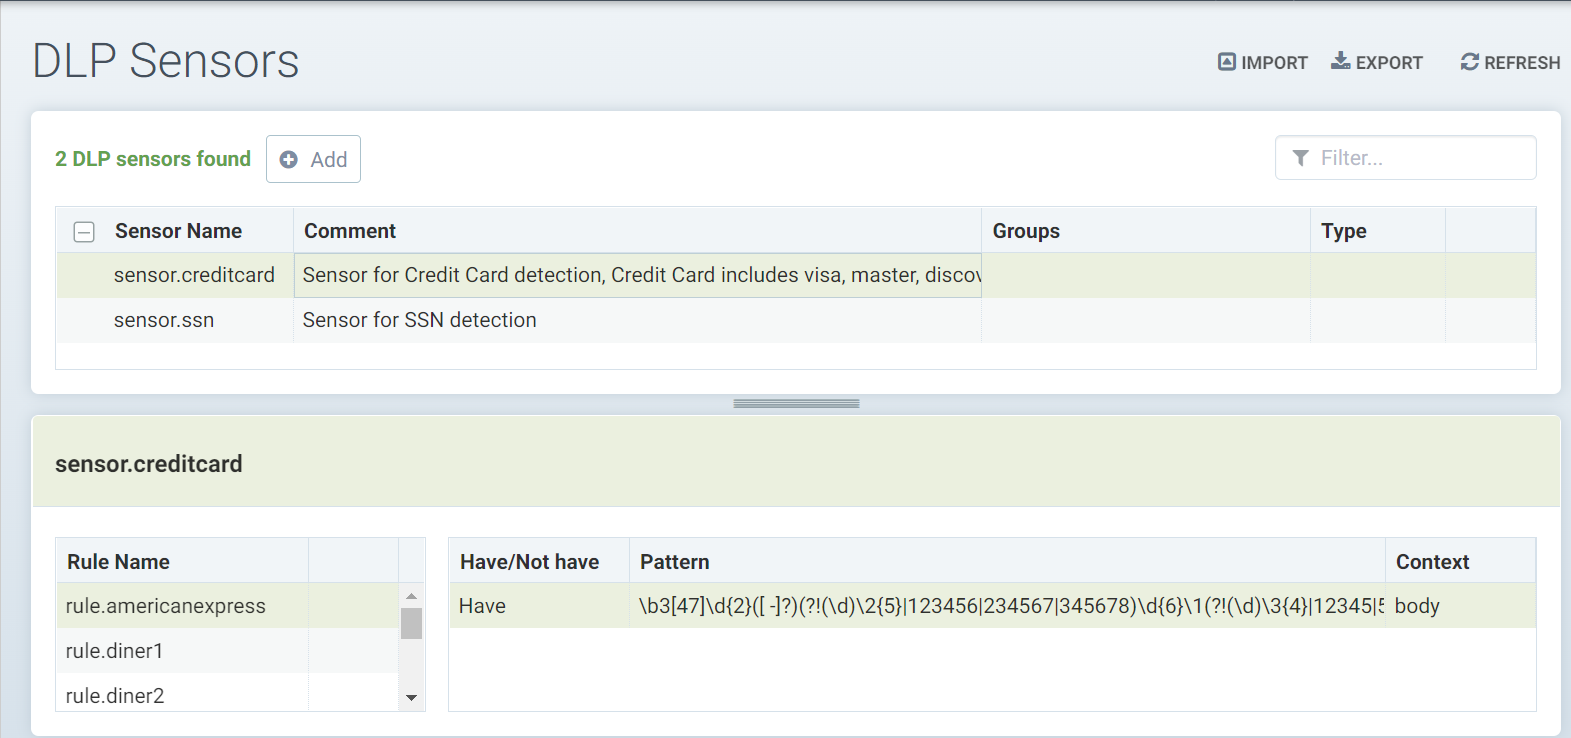 DLP Sensors
IMPORT EXPORT REFRESH
2 DLP sensors found Add Filter...
Sensor Name Comment Groups Type
sensor.creditcard Sensor for Credit Card detection, Credit Card includes visa, master, discov
sensor.ssn Sensor for SSN detection
sensor.creditcard
Rule Name Have/Not have Pattern Context
rule.americanexpress Have \b3[47]\d{2}([ -]?)(?!(\d)\2{5}|123456|234567|345678)\d{6}\1(?!(\d)\3{4}|12345|5 body
rule.diner1
rule.diner2